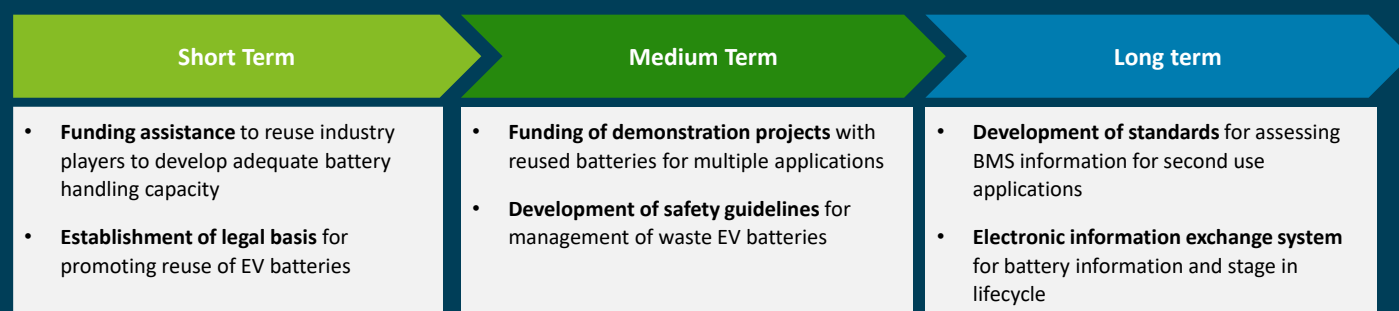 Short Term
Medium Term
Long term
• Funding assistance to reuse industry
players to develop adequate battery
handling capacity
• Establishment of legal basis for
promoting reuse of EV batteries
• Funding of demonstration projects with
reused batteries for multiple applications
• Development of safety guidelines for
management of waste EV batteries
• Development of standards for assessing
BMS information for second use
applications
• Electronic information exchange system
for battery information and stage in
lifecycle